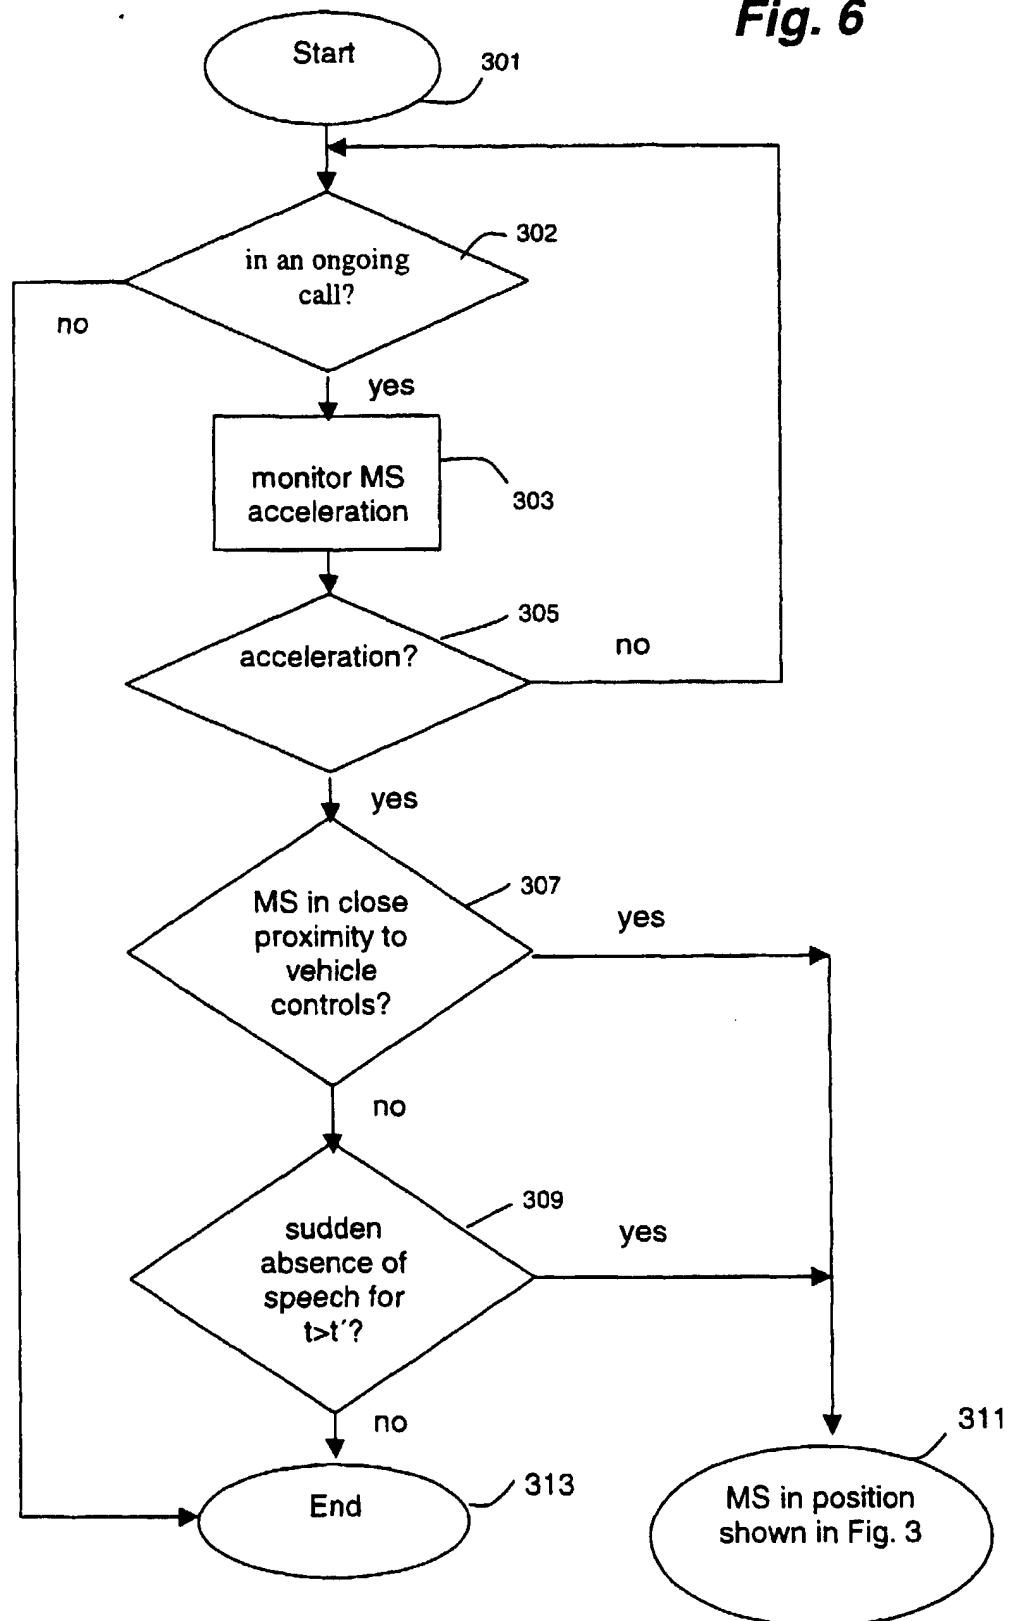 Fig. 6
Start
301
302
in an ongoing
call?
no
yes
monitor MS
acceleration
303
305
acceleration?
no
yes
307
MS in close
proximity to
vehicle
controls?
yes
no
309
sudden
absence of
speech for
t>t´?
yes
no
311
313
End
MS in position
shown in Fig. 3